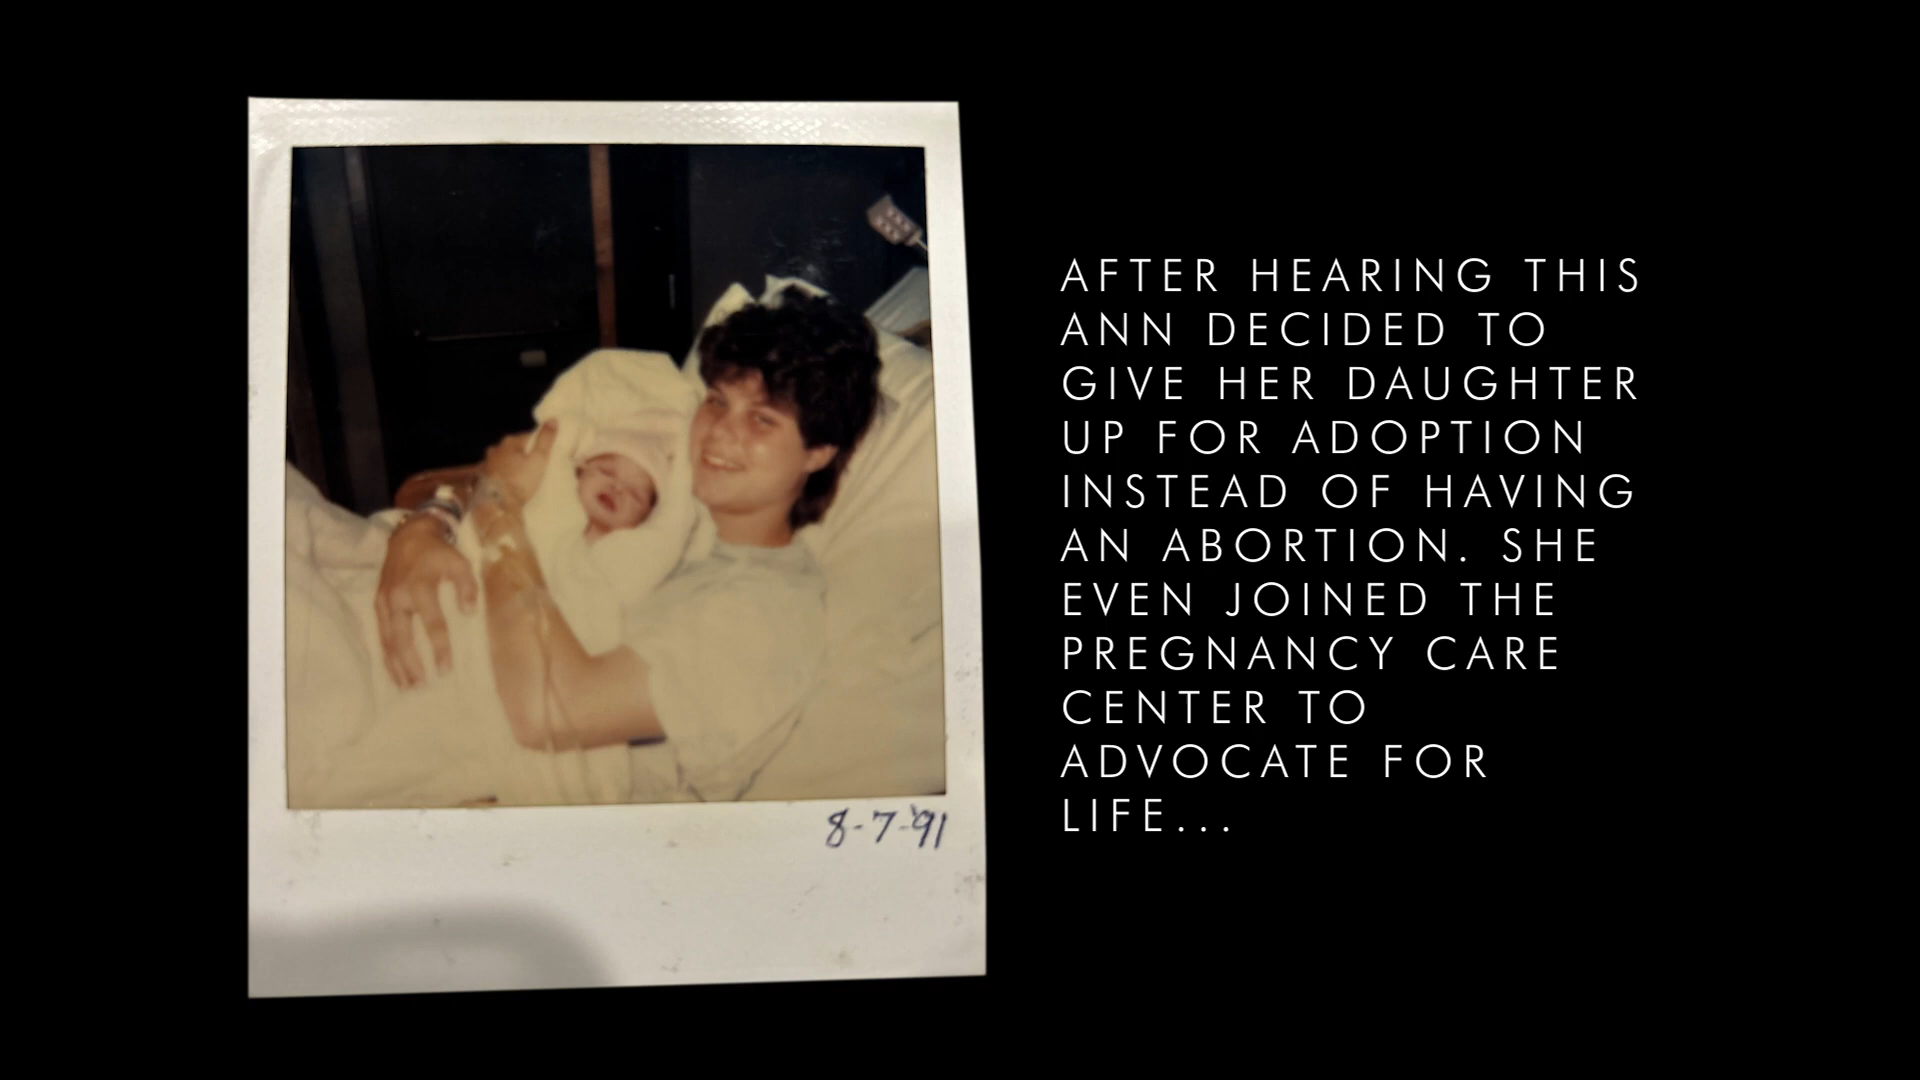 AFTER HEARING THIS
ANN DECIDED TO
GIVE HER DAUGHTER
UP FOR ADOPTION
INSTEAD OF HAVING
AN ABORTION. SHE
EVEN JOINED THE
PREGNANCY CARE
CENTER TO
ADVOCATE FOR
LIFE...
8-7-'91